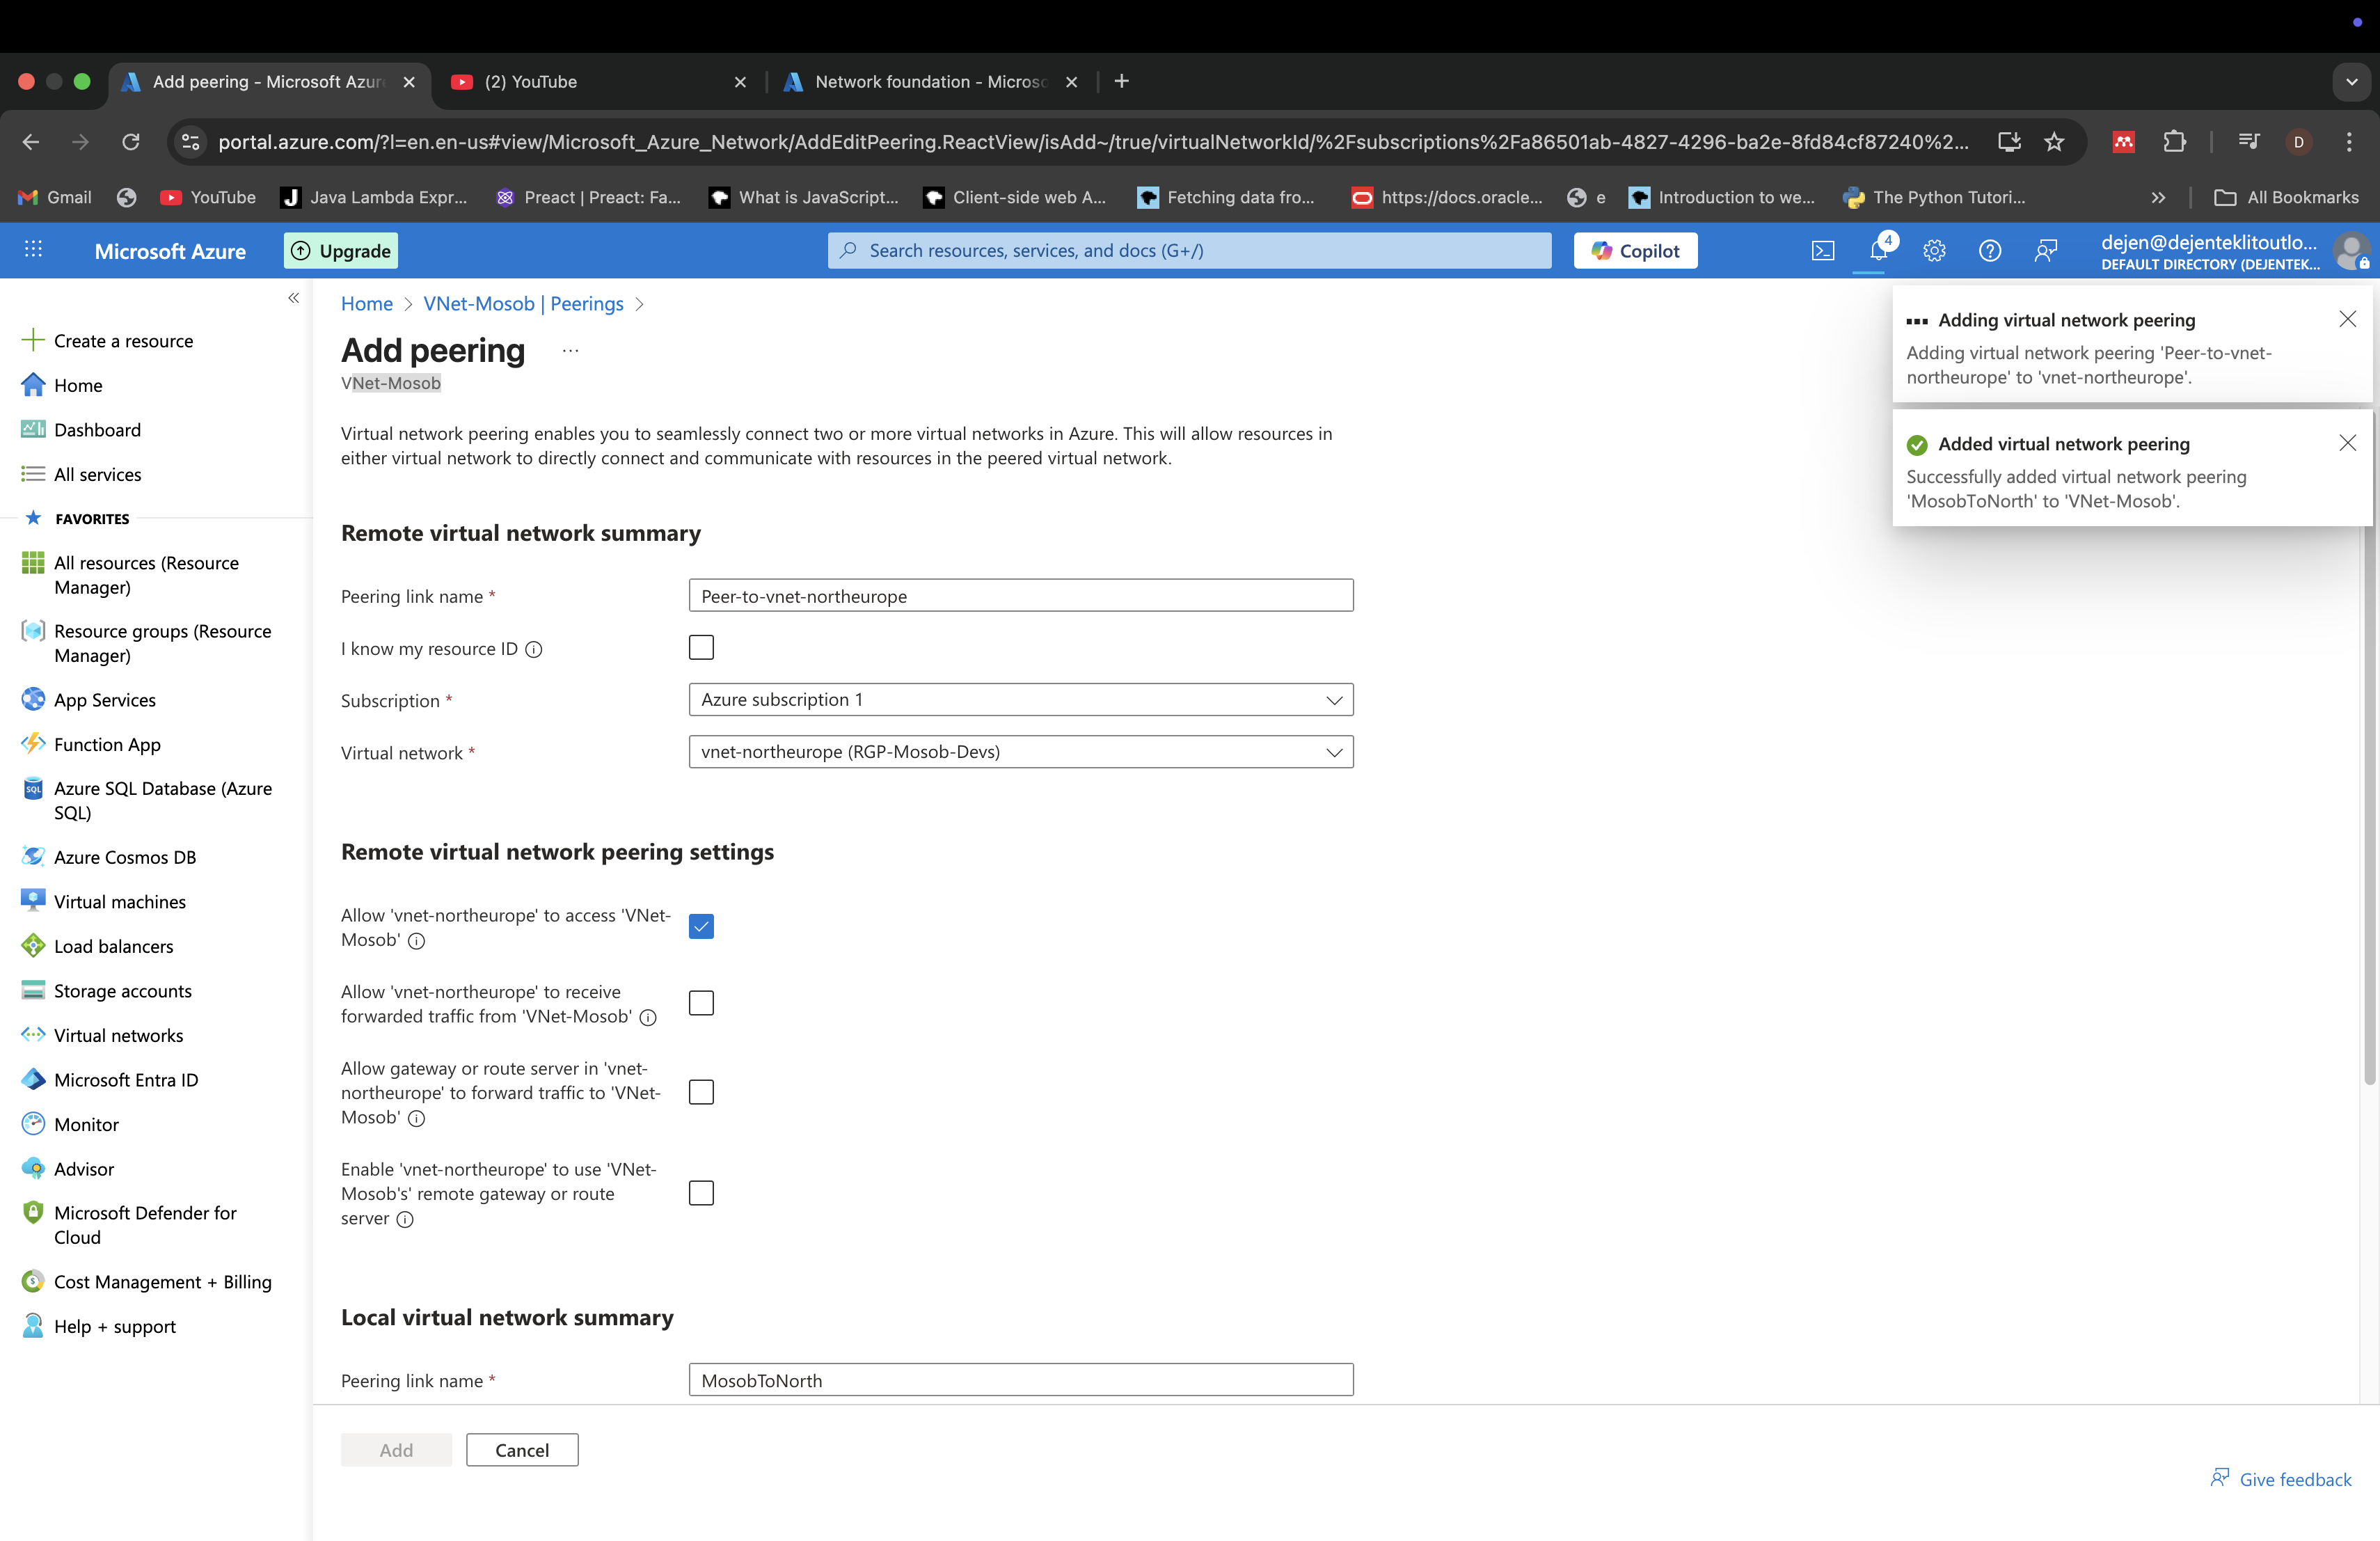 Add peering - Microsoft Azur
(2) YouTube
Network foundation - Microso
portal.azure.com/?l=en.en-us#view/Microsoft_Azure_Network/AddEditPeering.ReactView/isAdd~/true/virtualNetworkId/%2Fsubscriptions%2Fa86501ab-4827-4296-ba2e-8fd84cf87240%2...
D
Gmail
YouTube
Java Lambda Expr...
Preact | Preact: Fa...
What is JavaScript...
Client-side web A...
Fetching data fro...
https://docs.oracle...
e
Introduction to we...
The Python Tutori...
All Bookmarks
Microsoft Azure
Upgrade
Search resources, services, and docs (G+/)
Copilot
4
dejen@dejenteklitoutlo...
DEFAULT DIRECTORY (DEJENTEK...
Create a resource
Home
Dashboard
All services
FAVORITES
All resources (Resource
Manager)
Resource groups (Resource
Manager)
App Services
Function App
Azure SQL Database (Azure
SQL)
Azure Cosmos DB
Virtual machines
Load balancers
Storage accounts
Virtual networks
Microsoft Entra ID
Monitor
Advisor
Microsoft Defender for
Cloud
Cost Management + Billing
Help + support
Home > VNet-Mosob | Peerings >
Add peering ...
VNet-Mosob
Virtual network peering enables you to seamlessly connect two or more virtual networks in Azure. This will allow resources in
either virtual network to directly connect and communicate with resources in the peered virtual network.
Remote virtual network summary
Peering link name *
Peer-to-vnet-northeurope
I know my resource ID
Subscription *
Azure subscription 1
Virtual network *
vnet-northeurope (RGP-Mosob-Devs)
Remote virtual network peering settings
Allow 'vnet-northeurope' to access 'VNet-
Mosob'
Allow 'vnet-northeurope' to receive
forwarded traffic from 'VNet-Mosob'
Allow gateway or route server in 'vnet-
northeurope' to forward traffic to 'VNet-
Mosob'
Enable 'vnet-northeurope' to use 'VNet-
Mosob's' remote gateway or route
server
Local virtual network summary
Peering link name *
MosobToNorth
Add
Cancel
Give feedback
Adding virtual network peering
Adding virtual network peering 'Peer-to-vnet-
northeurope' to 'vnet-northeurope'.
Added virtual network peering
Successfully added virtual network peering
'MosobToNorth' to 'VNet-Mosob'.